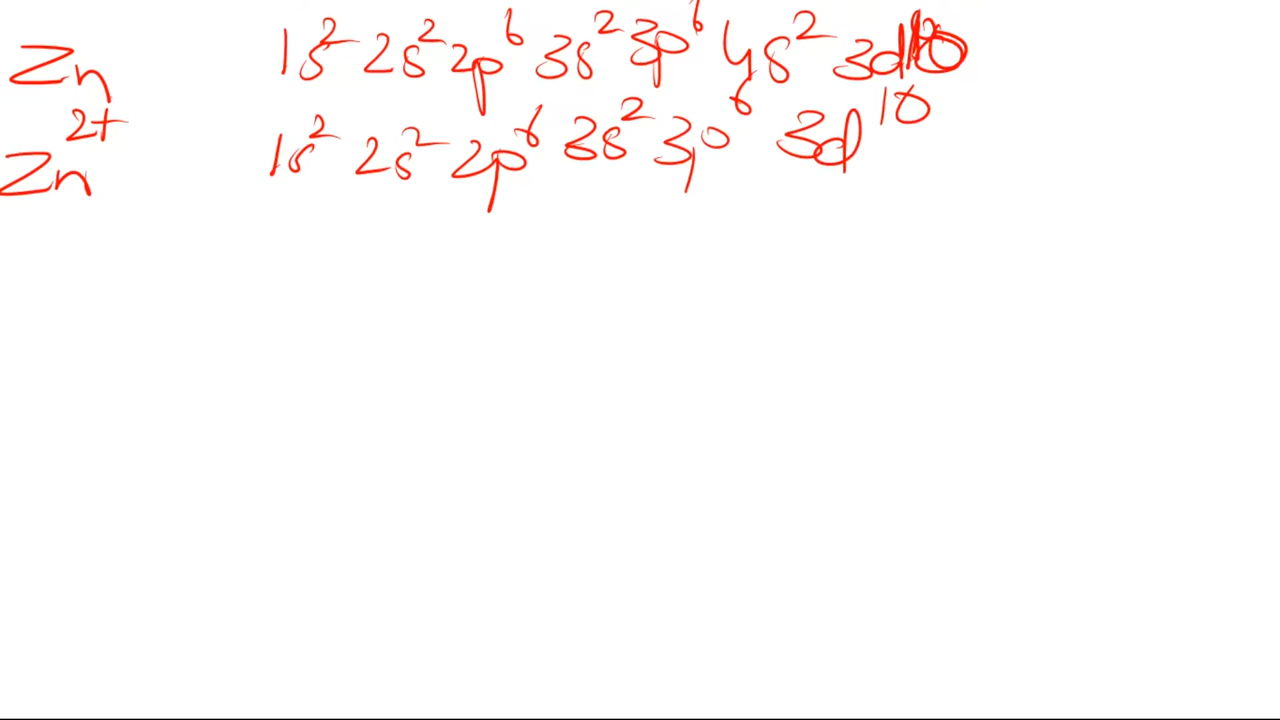 Zn 1s² 2s² 2p⁶ 3s² 3p⁶ 4s² 3d¹⁰
Zn²⁺ 1s² 2s² 2p⁶ 3s² 3p⁶ 3d¹⁰